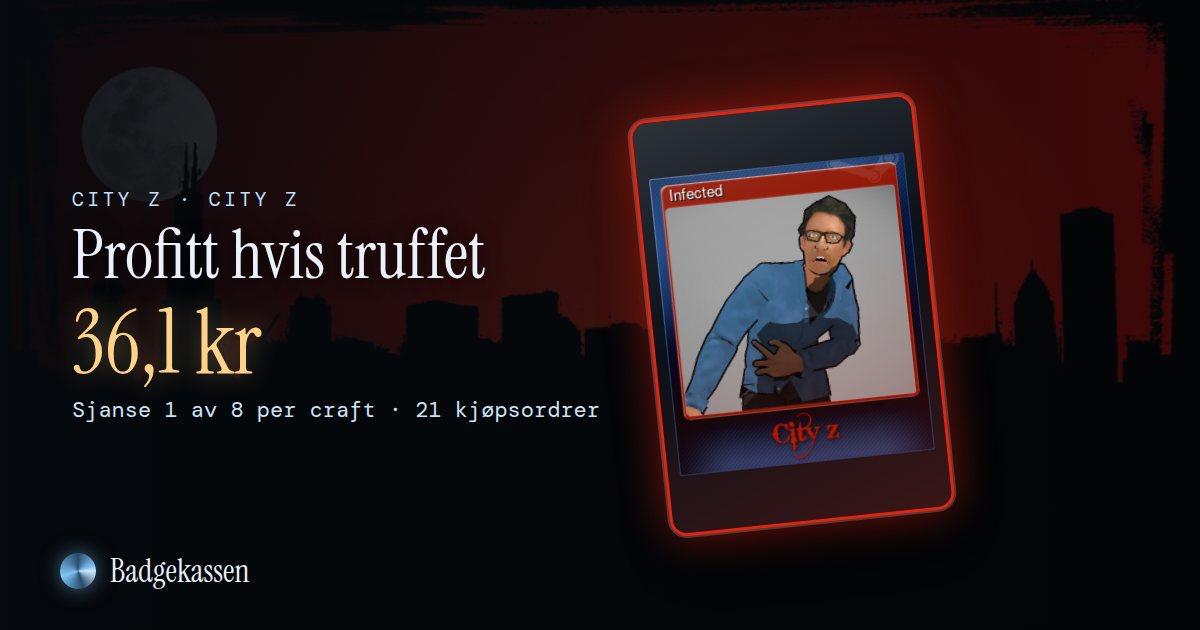 CITY Z · CITY Z
Profitt hvis truffet
36,1 kr
Sjanse 1 av 8 per craft · 21 kjøpsordrer
Infected
City z
Badgekassen